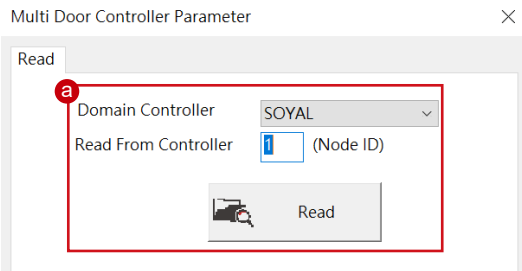 Multi Door Controller Parameter
Read
a
Domain Controller SOYAL
Read From Controller 1 (Node ID)
Read